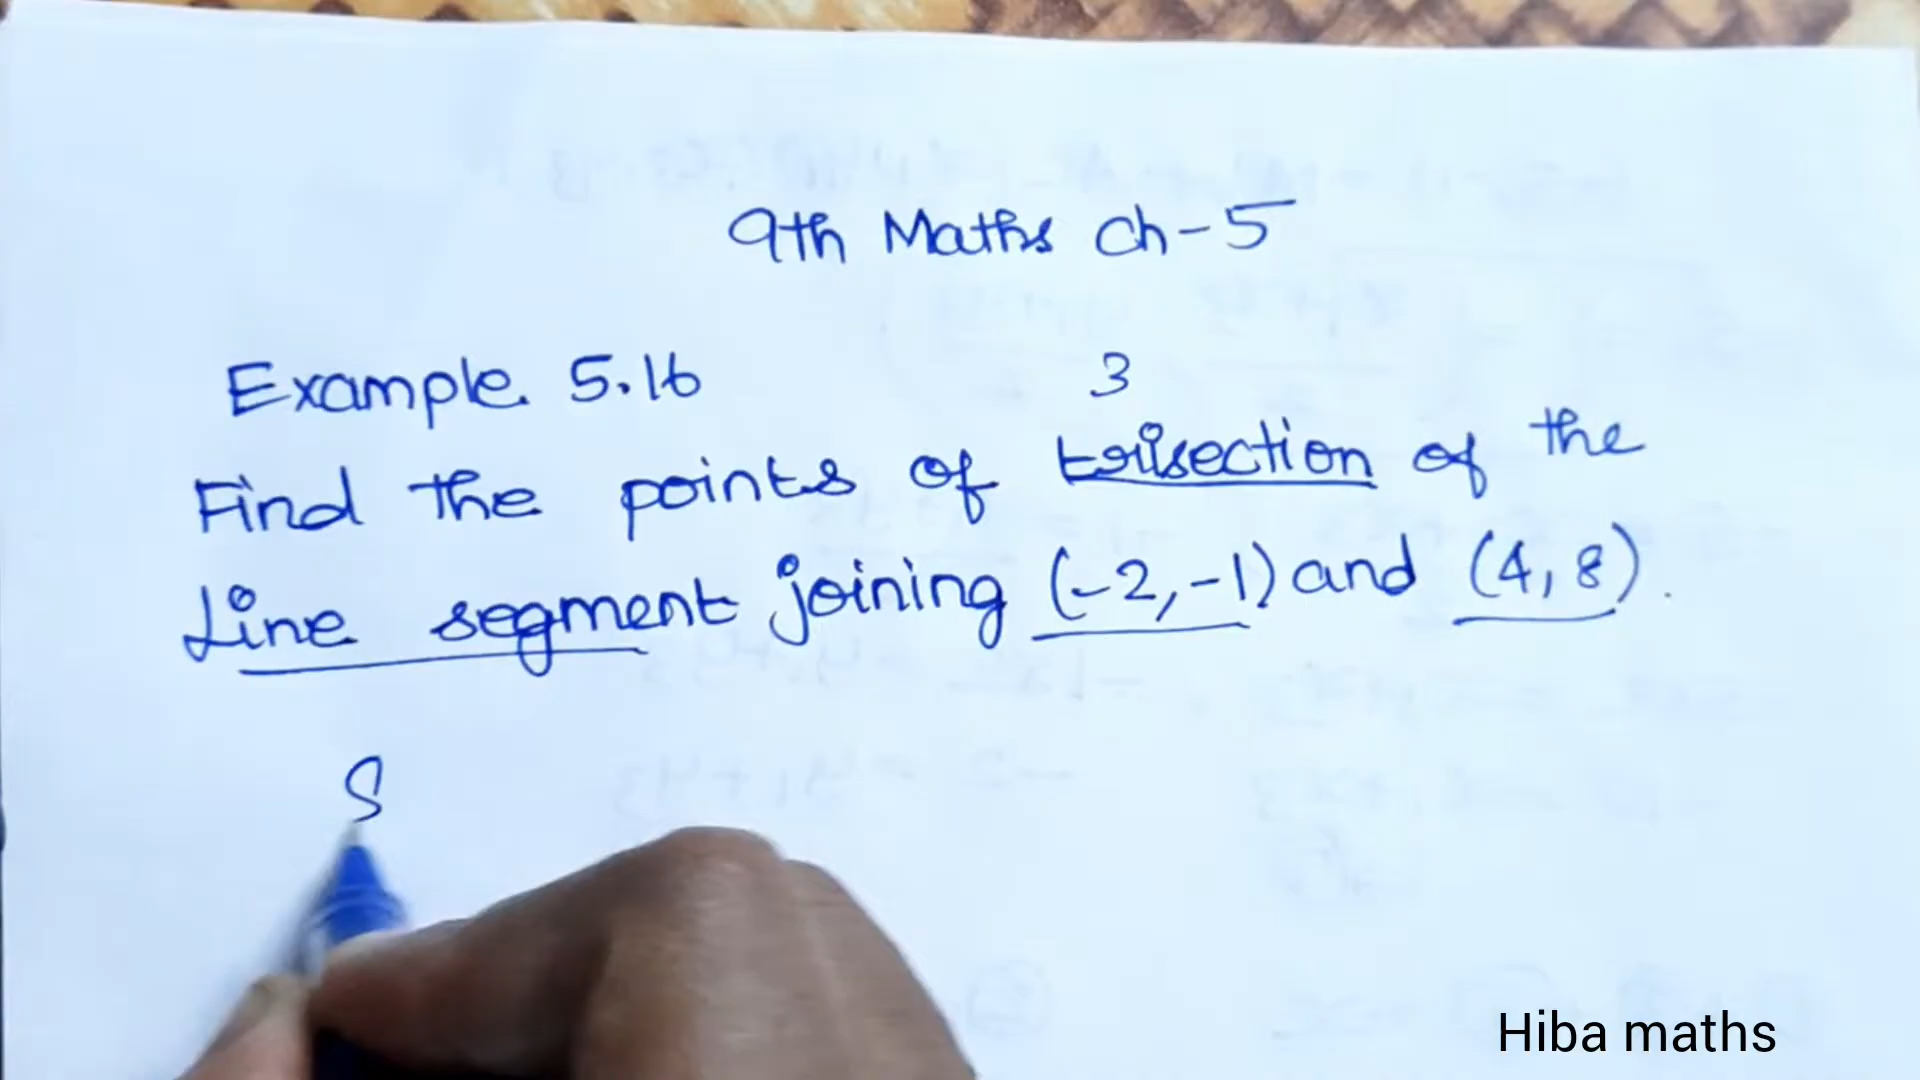 9th Maths Ch-5
Example 5.16
3
Find the points of trisection of the
Line segment joining (-2,-1) and (4, 8).
S
Hiba maths